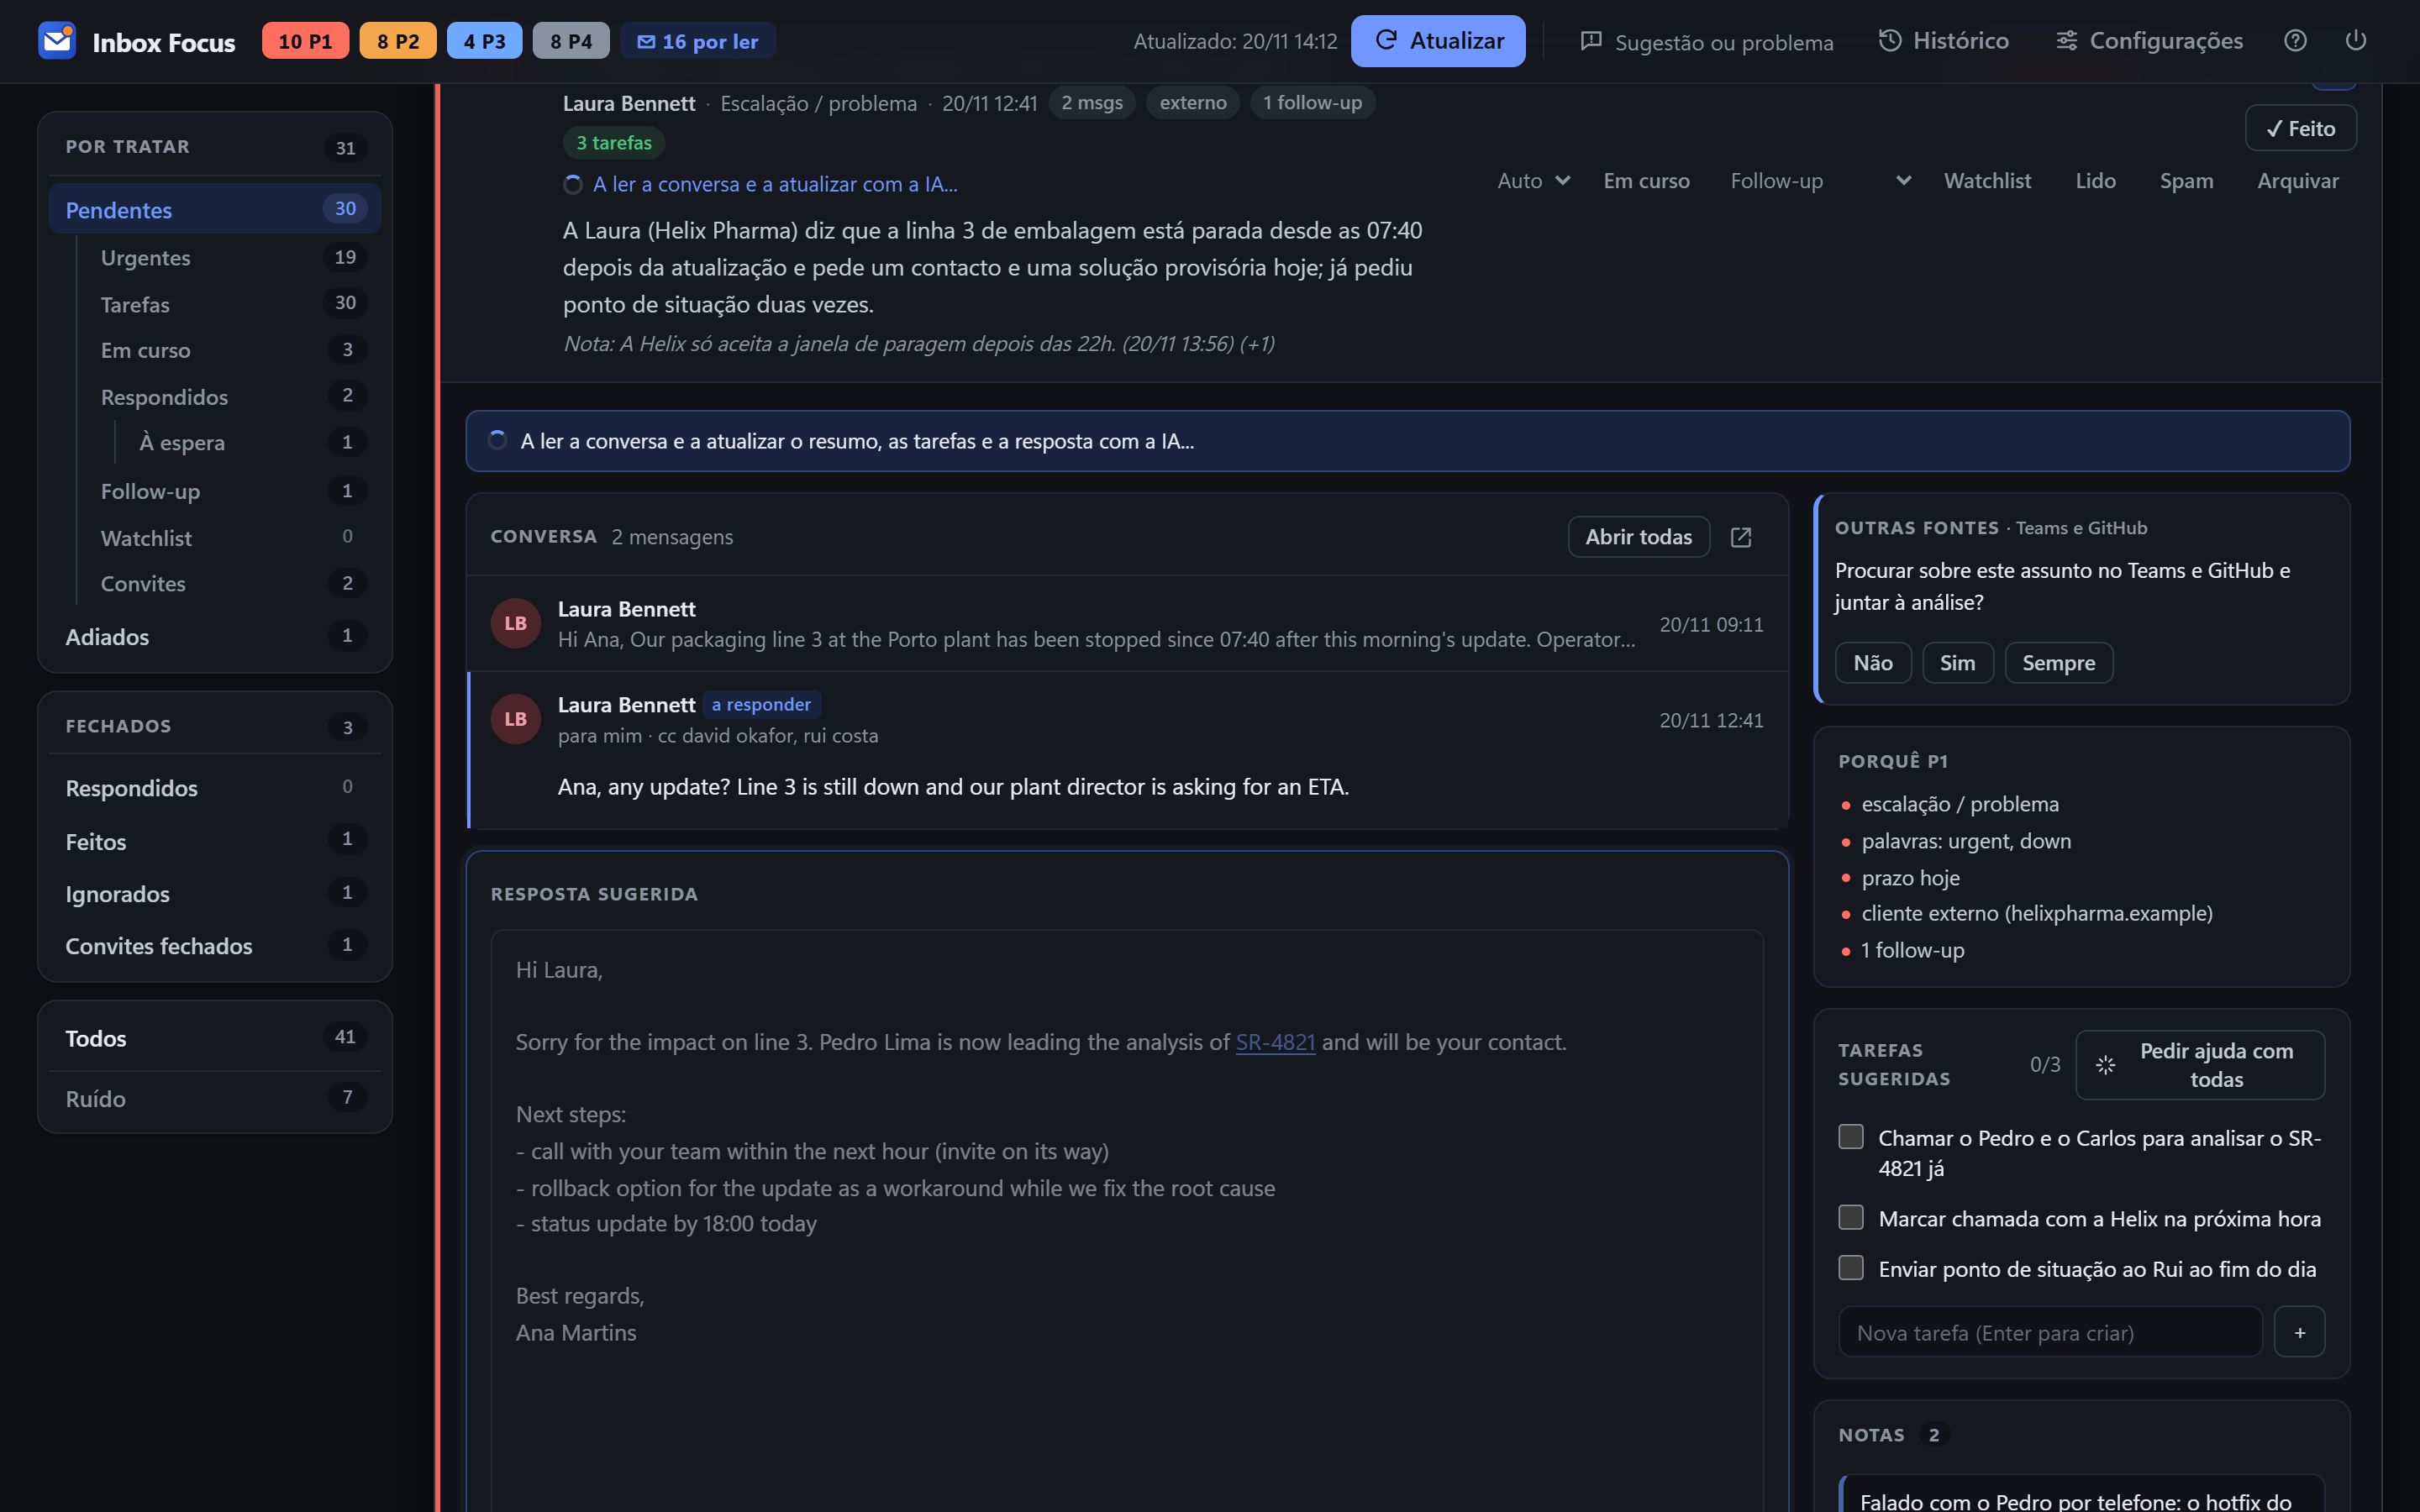 Inbox Focus
10 P1
8 P2
4 P3
8 P4
16 por ler
Atualizado: 20/11 14:12
Atualizar
Sugestão ou problema
Histórico
Configurações
POR TRATAR 31
Pendentes 30
Urgentes 19
Tarefas 30
Em curso 3
Respondidos 2
À espera 1
Follow-up 1
Watchlist 0
Convites 2
Adiados 1
FECHADOS 3
Respondidos 0
Feitos 1
Ignorados 1
Convites fechados 1
Todos 41
Ruído 7
Laura Bennett · Escalação / problema · 20/11 12:41 2 msgs externo 1 follow-up
3 tarefas
A ler a conversa e a atualizar com a IA...
✓ Feito
Auto Em curso Follow-up Watchlist Lido Spam Arquivar
A Laura (Helix Pharma) diz que a linha 3 de embalagem está parada desde as 07:40
depois da atualização e pede um contacto e uma solução provisória hoje; já pediu
ponto de situação duas vezes.
Nota: A Helix só aceita a janela de paragem depois das 22h. (20/11 13:56) (+1)
A ler a conversa e a atualizar o resumo, as tarefas e a resposta com a IA...
CONVERSA 2 mensagens
Abrir todas
LB
Laura Bennett
Hi Ana, Our packaging line 3 at the Porto plant has been stopped since 07:40 after this morning's update. Operator...
20/11 09:11
LB
Laura Bennett a responder
para mim · cc david okafor, rui costa
20/11 12:41
Ana, any update? Line 3 is still down and our plant director is asking for an ETA.
RESPOSTA SUGERIDA
Hi Laura,
Sorry for the impact on line 3. Pedro Lima is now leading the analysis of SR-4821 and will be your contact.
Next steps:
- call with your team within the next hour (invite on its way)
- rollback option for the update as a workaround while we fix the root cause
- status update by 18:00 today
Best regards,
Ana Martins
OUTRAS FONTES · Teams e GitHub
Procurar sobre este assunto no Teams e GitHub e
juntar à análise?
Não
Sim
Sempre
PORQUÊ P1
escalação / problema
palavras: urgent, down
prazo hoje
cliente externo (helixpharma.example)
1 follow-up
TAREFAS
SUGERIDAS
0/3
Pedir ajuda com
todas
Chamar o Pedro e o Carlos para analisar o SR-
4821 já
Marcar chamada com a Helix na próxima hora
Enviar ponto de situação ao Rui ao fim do dia
Nova tarefa (Enter para criar)
+
NOTAS 2
Falado com o Pedro por telefone: o hotfix do